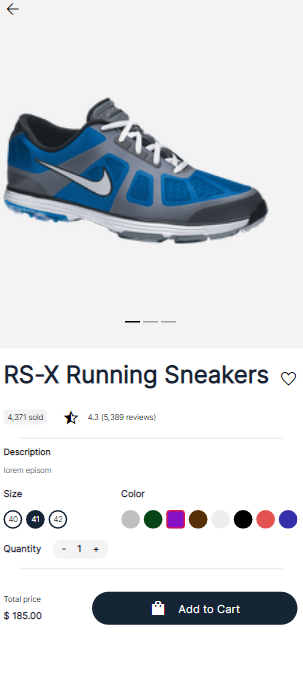 RS-X Running Sneakers
4,371 sold
4.3 (5,389 reviews)
Description
lorem episom
Size
Color
40 41 42
Quantity - 1 +
Total price
$ 185.00
Add to Cart